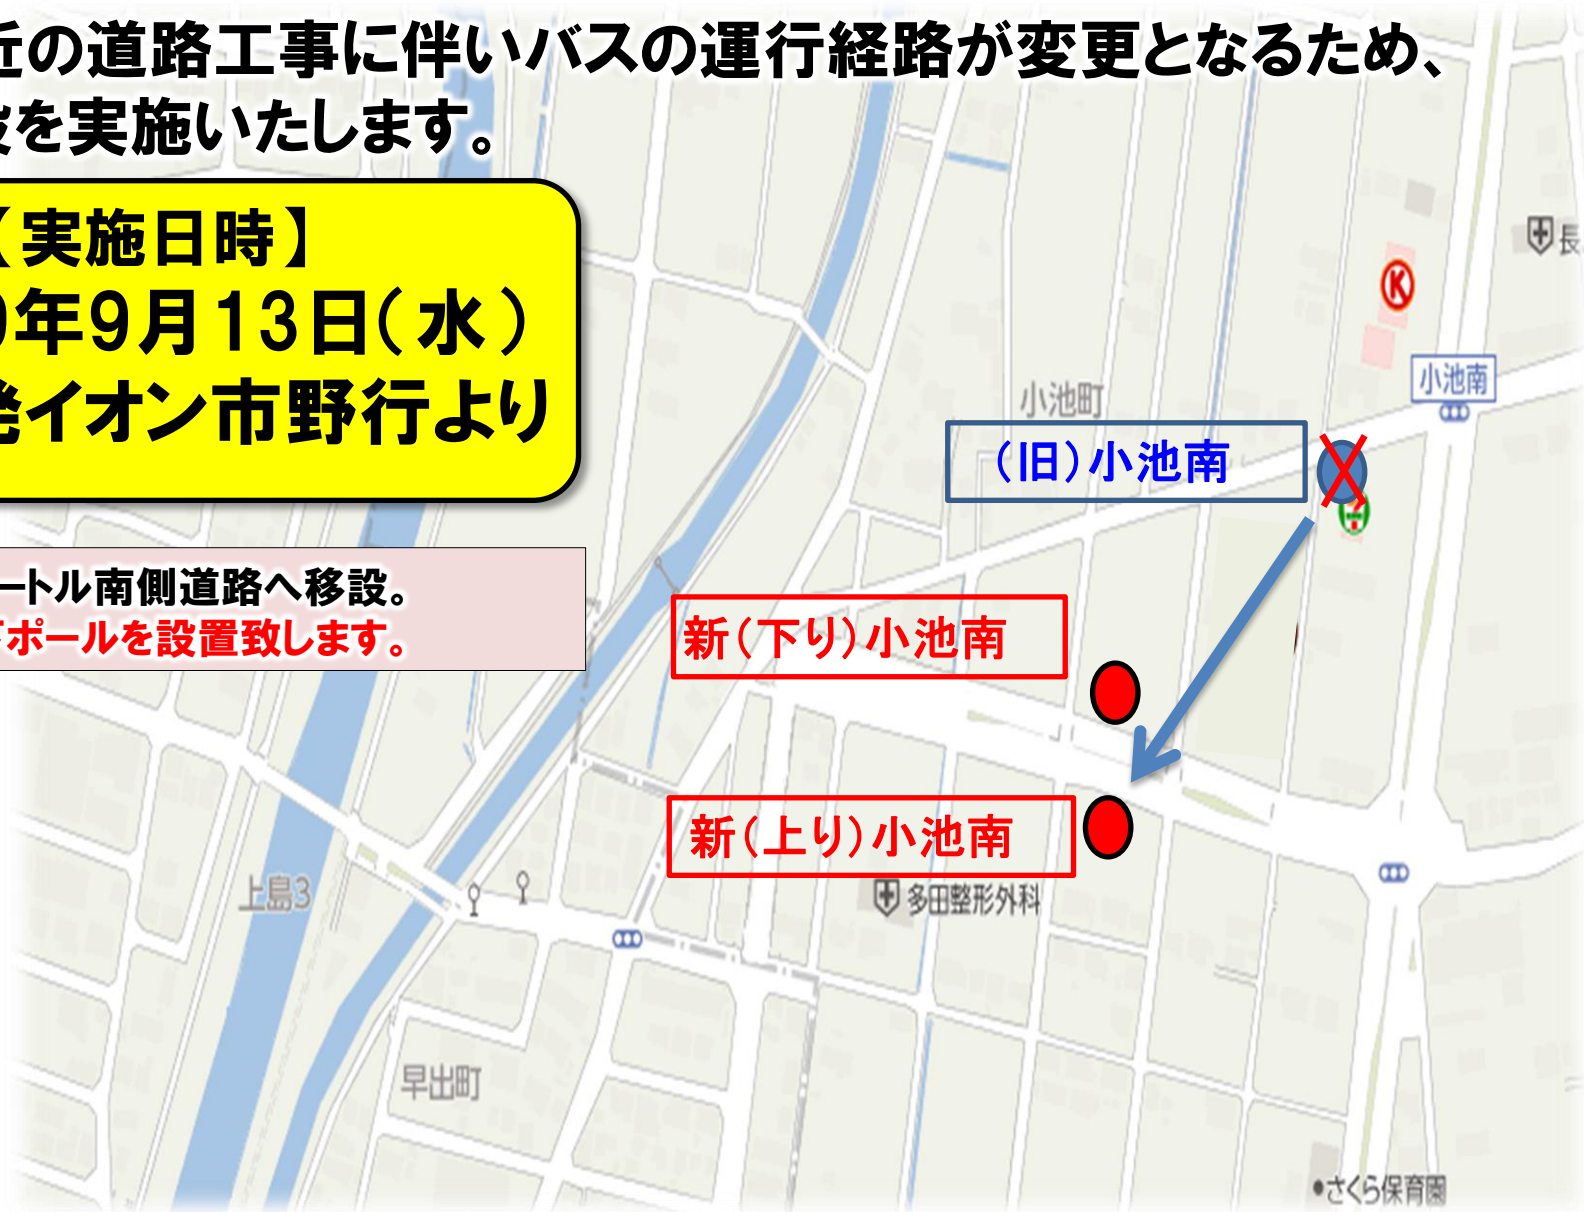 近の道路工事に伴いバスの運行経路が変更となるため、
を実施いたします。
【実施日時】
年9月13日(水)
発イオン市野行より
ートル南側道路へ移設。
ポールを設置致します。
長
K
小池南
小池町
(旧)小池南
新(下り)小池南
新(上り)小池南
多田整形外科
上島3
早出町
さくら保育園